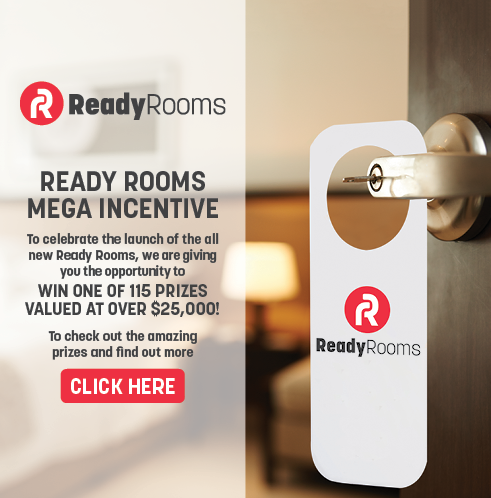 ReadyRooms
READY ROOMS
MEGA INCENTIVE
To celebrate the launch of the all
new Ready Rooms, we are giving
you the opportunity to
WIN ONE OF 115 PRIZES
VALUED AT OVER $25,000!
To check out the amazing
prizes and find out more
CLICK HERE
ReadyRooms